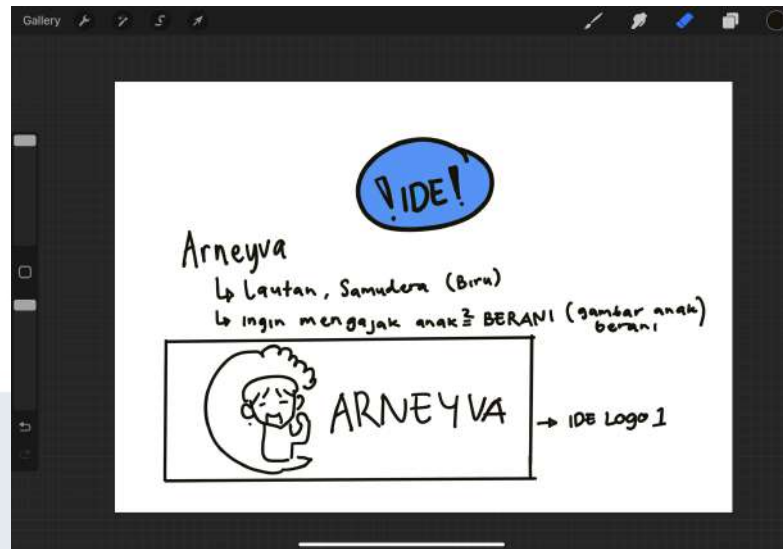 Gallery
! IDE !
Arneyva
↳ Lautan, Samudera (Biru)
↳ ingin mengajak anak² BERANI (gambar anak berani)
ARNEYVA
→ IDE Logo 1